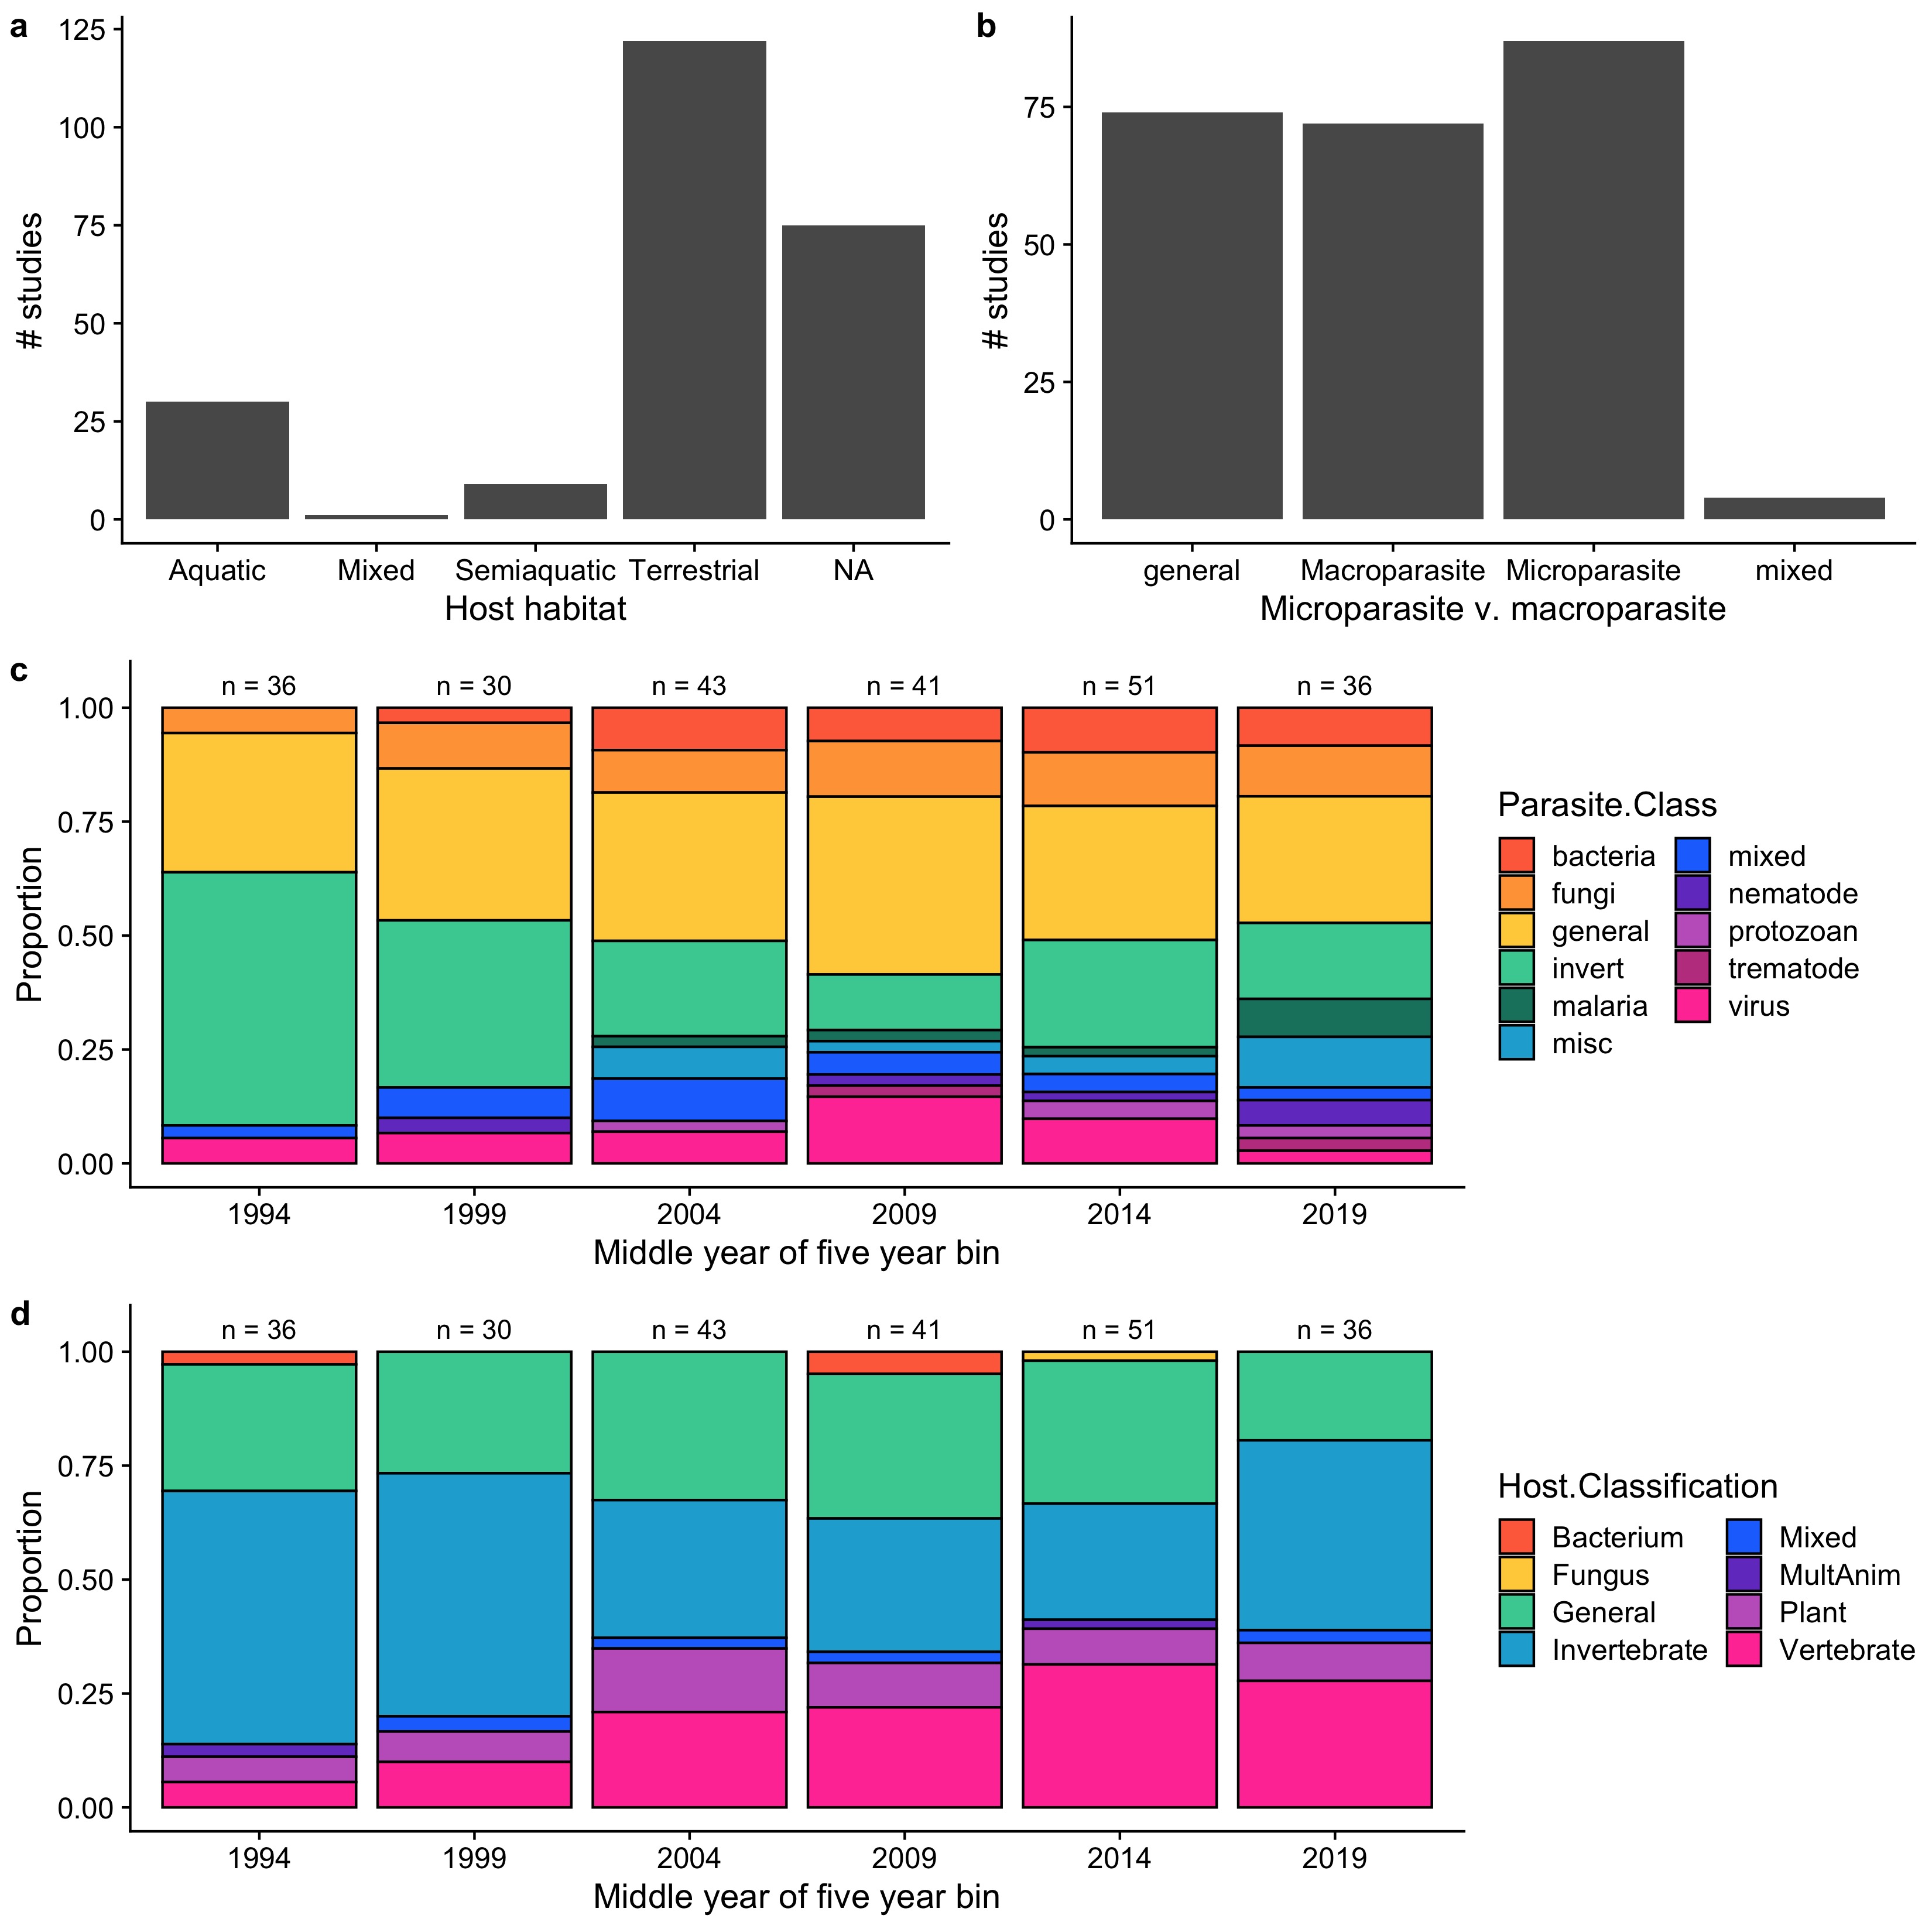 a
125
100
75
50
25
0
# studies
Aquatic Mixed Semiaquatic Terrestrial NA
Host habitat
b
75
50
25
0
# studies
general Macroparasite Microparasite mixed
Microparasite v. macroparasite
c
n = 36 n = 30 n = 43 n = 41 n = 51 n = 36
1.00
0.75
0.50
0.25
0.00
Proportion
1994 1999 2004 2009 2014 2019
Middle year of five year bin
Parasite.Class
bacteria mixed
fungi nematode
general protozoan
invert trematode
malaria virus
misc
d
n = 36 n = 30 n = 43 n = 41 n = 51 n = 36
1.00
0.75
0.50
0.25
0.00
Proportion
1994 1999 2004 2009 2014 2019
Middle year of five year bin
Host.Classification
Bacterium Mixed
Fungus MultAnim
General Plant
Invertebrate Vertebrate